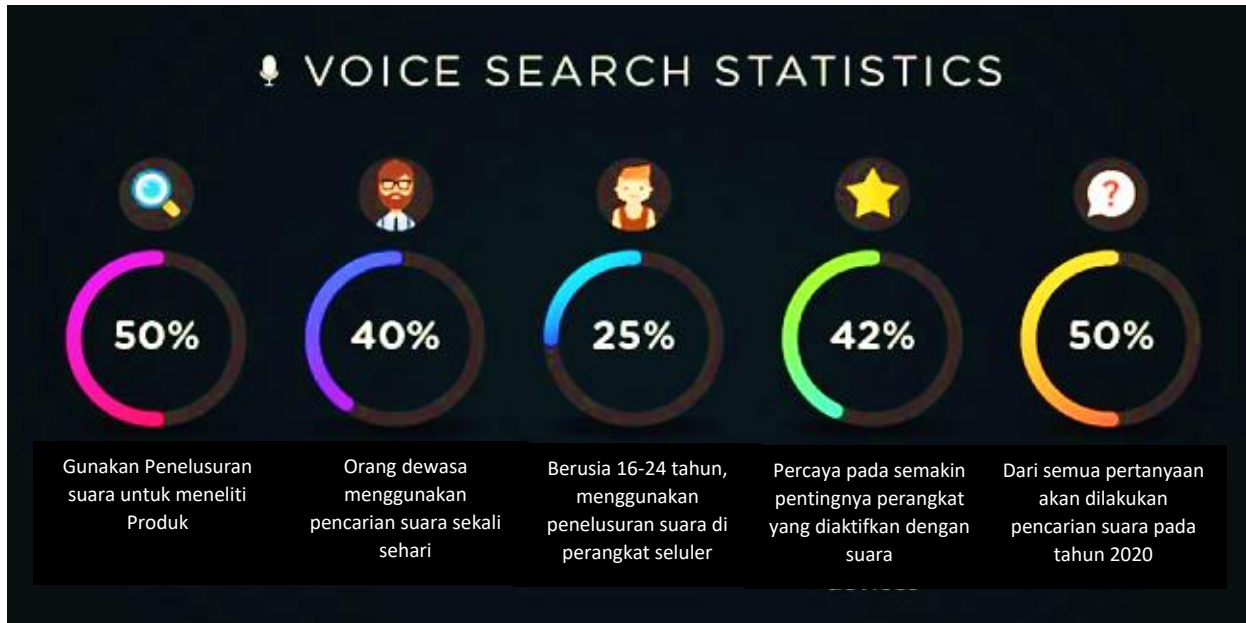 VOICE SEARCH STATISTICS
50%
40%
25%
42%
50%
Gunakan Penelusuran
suara untuk meneliti
Produk
Orang dewasa
menggunakan
pencarian suara sekali
sehari
Berusia 16-24 tahun,
menggunakan
penelusuran suara di
perangkat seluler
Percaya pada semakin
pentingnya perangkat
yang diaktifkan dengan
suara
Dari semua pertanyaan
akan dilakukan
pencarian suara pada
tahun 2020